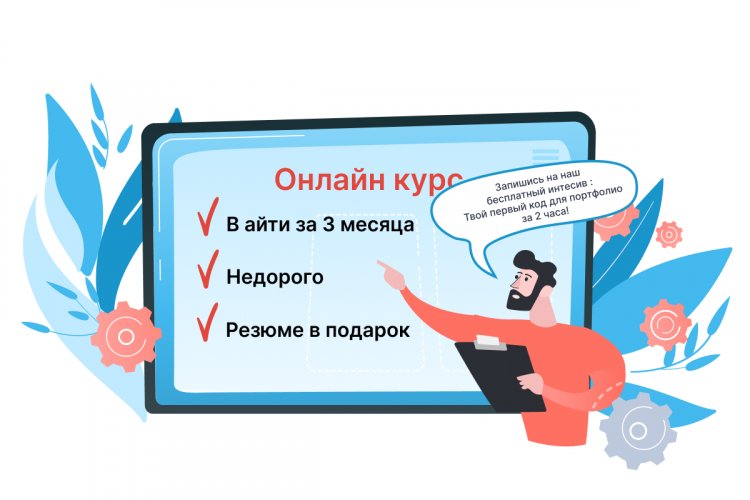 Онлайн курс
В айти за 3 месяца
Недорого
Резюме в подарок
Запишись на наш
бесплатный интесив :
Твой первый код для портфолио
за 2 часа!